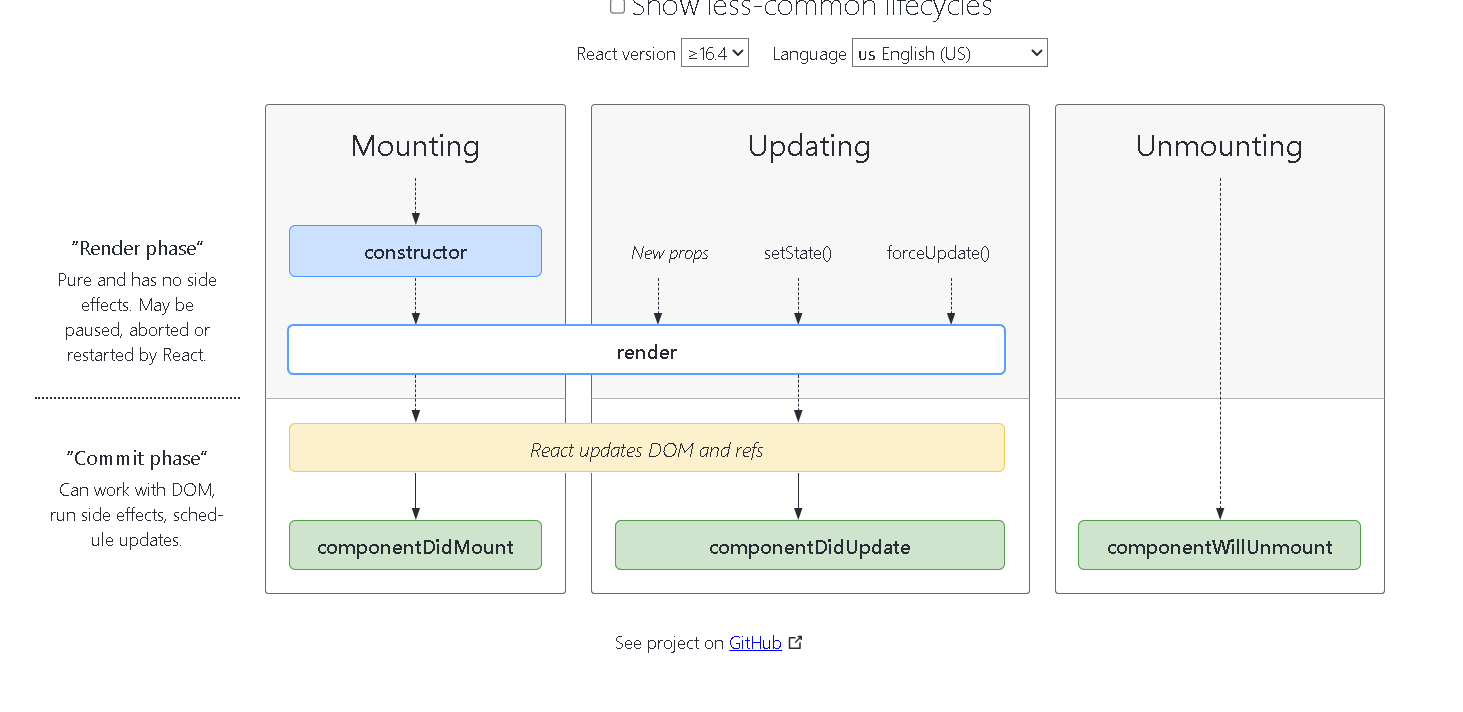 Show less-common lifecycles
React version ≥16.4 Language us English (US)
Mounting
Updating
Unmounting
"Render phase“
Pure and has no side
effects. May be
paused, aborted or
restarted by React.
constructor
New props
setState()
forceUpdate()
render
"Commit phase“
Can work with DOM,
run side effects, sched-
ule updates.
React updates DOM and refs
componentDidMount
componentDidUpdate
componentWillUnmount
See project on GitHub